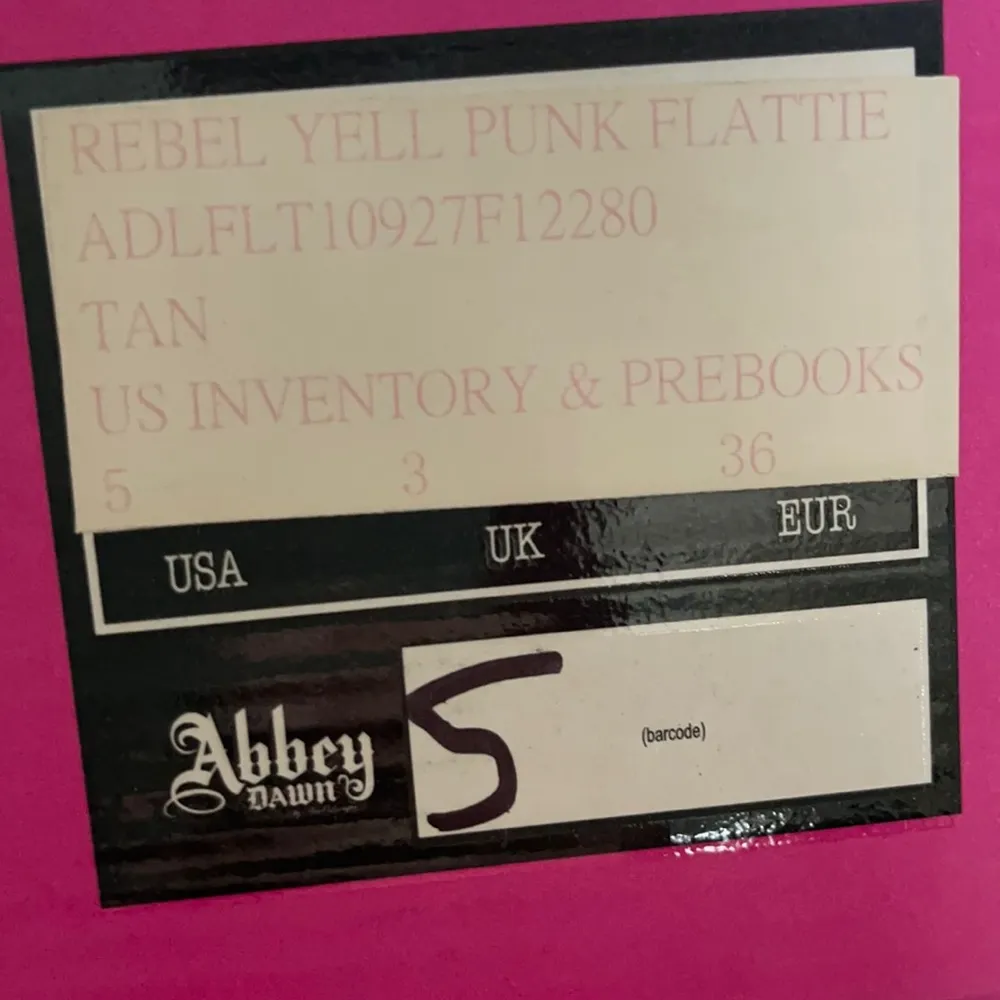 REBEL YELL PUNK FLATTIE
ADLFLT10927F12280
TAN
US INVENTORY & PREBOOKS
5 3 36
USA UK EUR
Abbey
DAWN
5
(barcode)